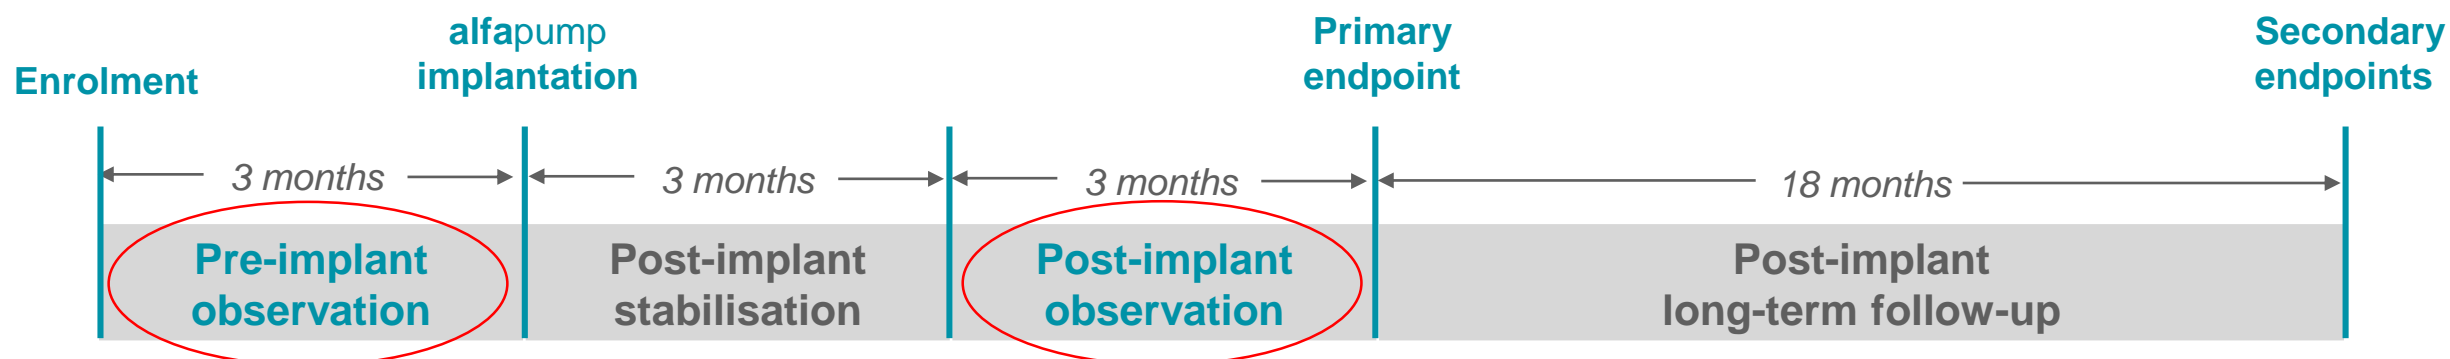 Enrolment
alfapump
implantation
Primary
endpoint
Secondary
endpoints
3 months
3 months
3 months
18 months
Pre-implant
observation
Post-implant
stabilisation
Post-implant
observation
Post-implant
long-term follow-up